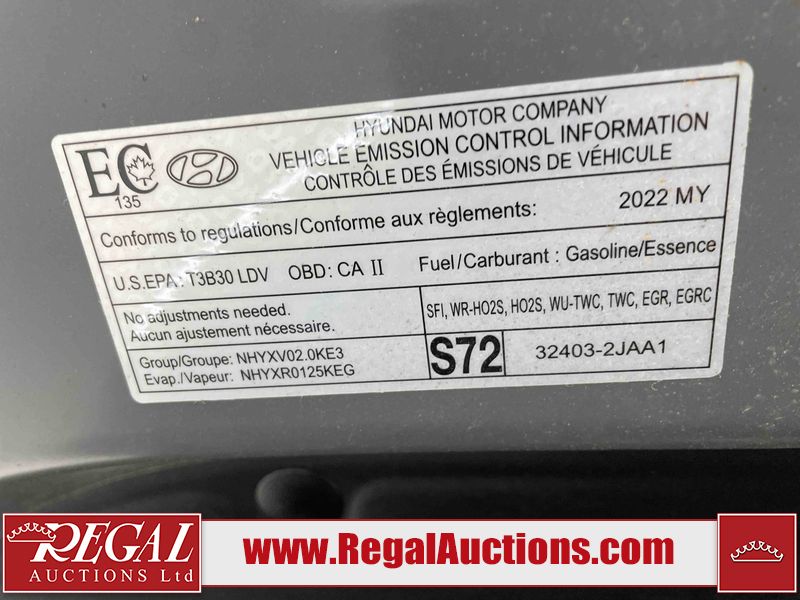 EC
135
HYUNDAI MOTOR COMPANY
VEHICLE EMISSION CONTROL INFORMATION
CONTRÔLE DES ÉMISSIONS DE VÉHICULE
Conforms to regulations/Conforme aux règlements: 2022 MY
U.S.EPA: T3B30 LDV OBD: CA II Fuel/Carburant : Gasoline/Essence
No adjustments needed.
Aucun ajustement nécessaire.
SFI, WR-HO2S, HO2S, WU-TWC, TWC, EGR, EGRC
Group/Groupe: NHYXV02.0KE3
Evap./Vapeur: NHYXR0125KEG
S72
32403-2JAA1
REGAL
AUCTIONS Ltd
www.RegalAuctions.com